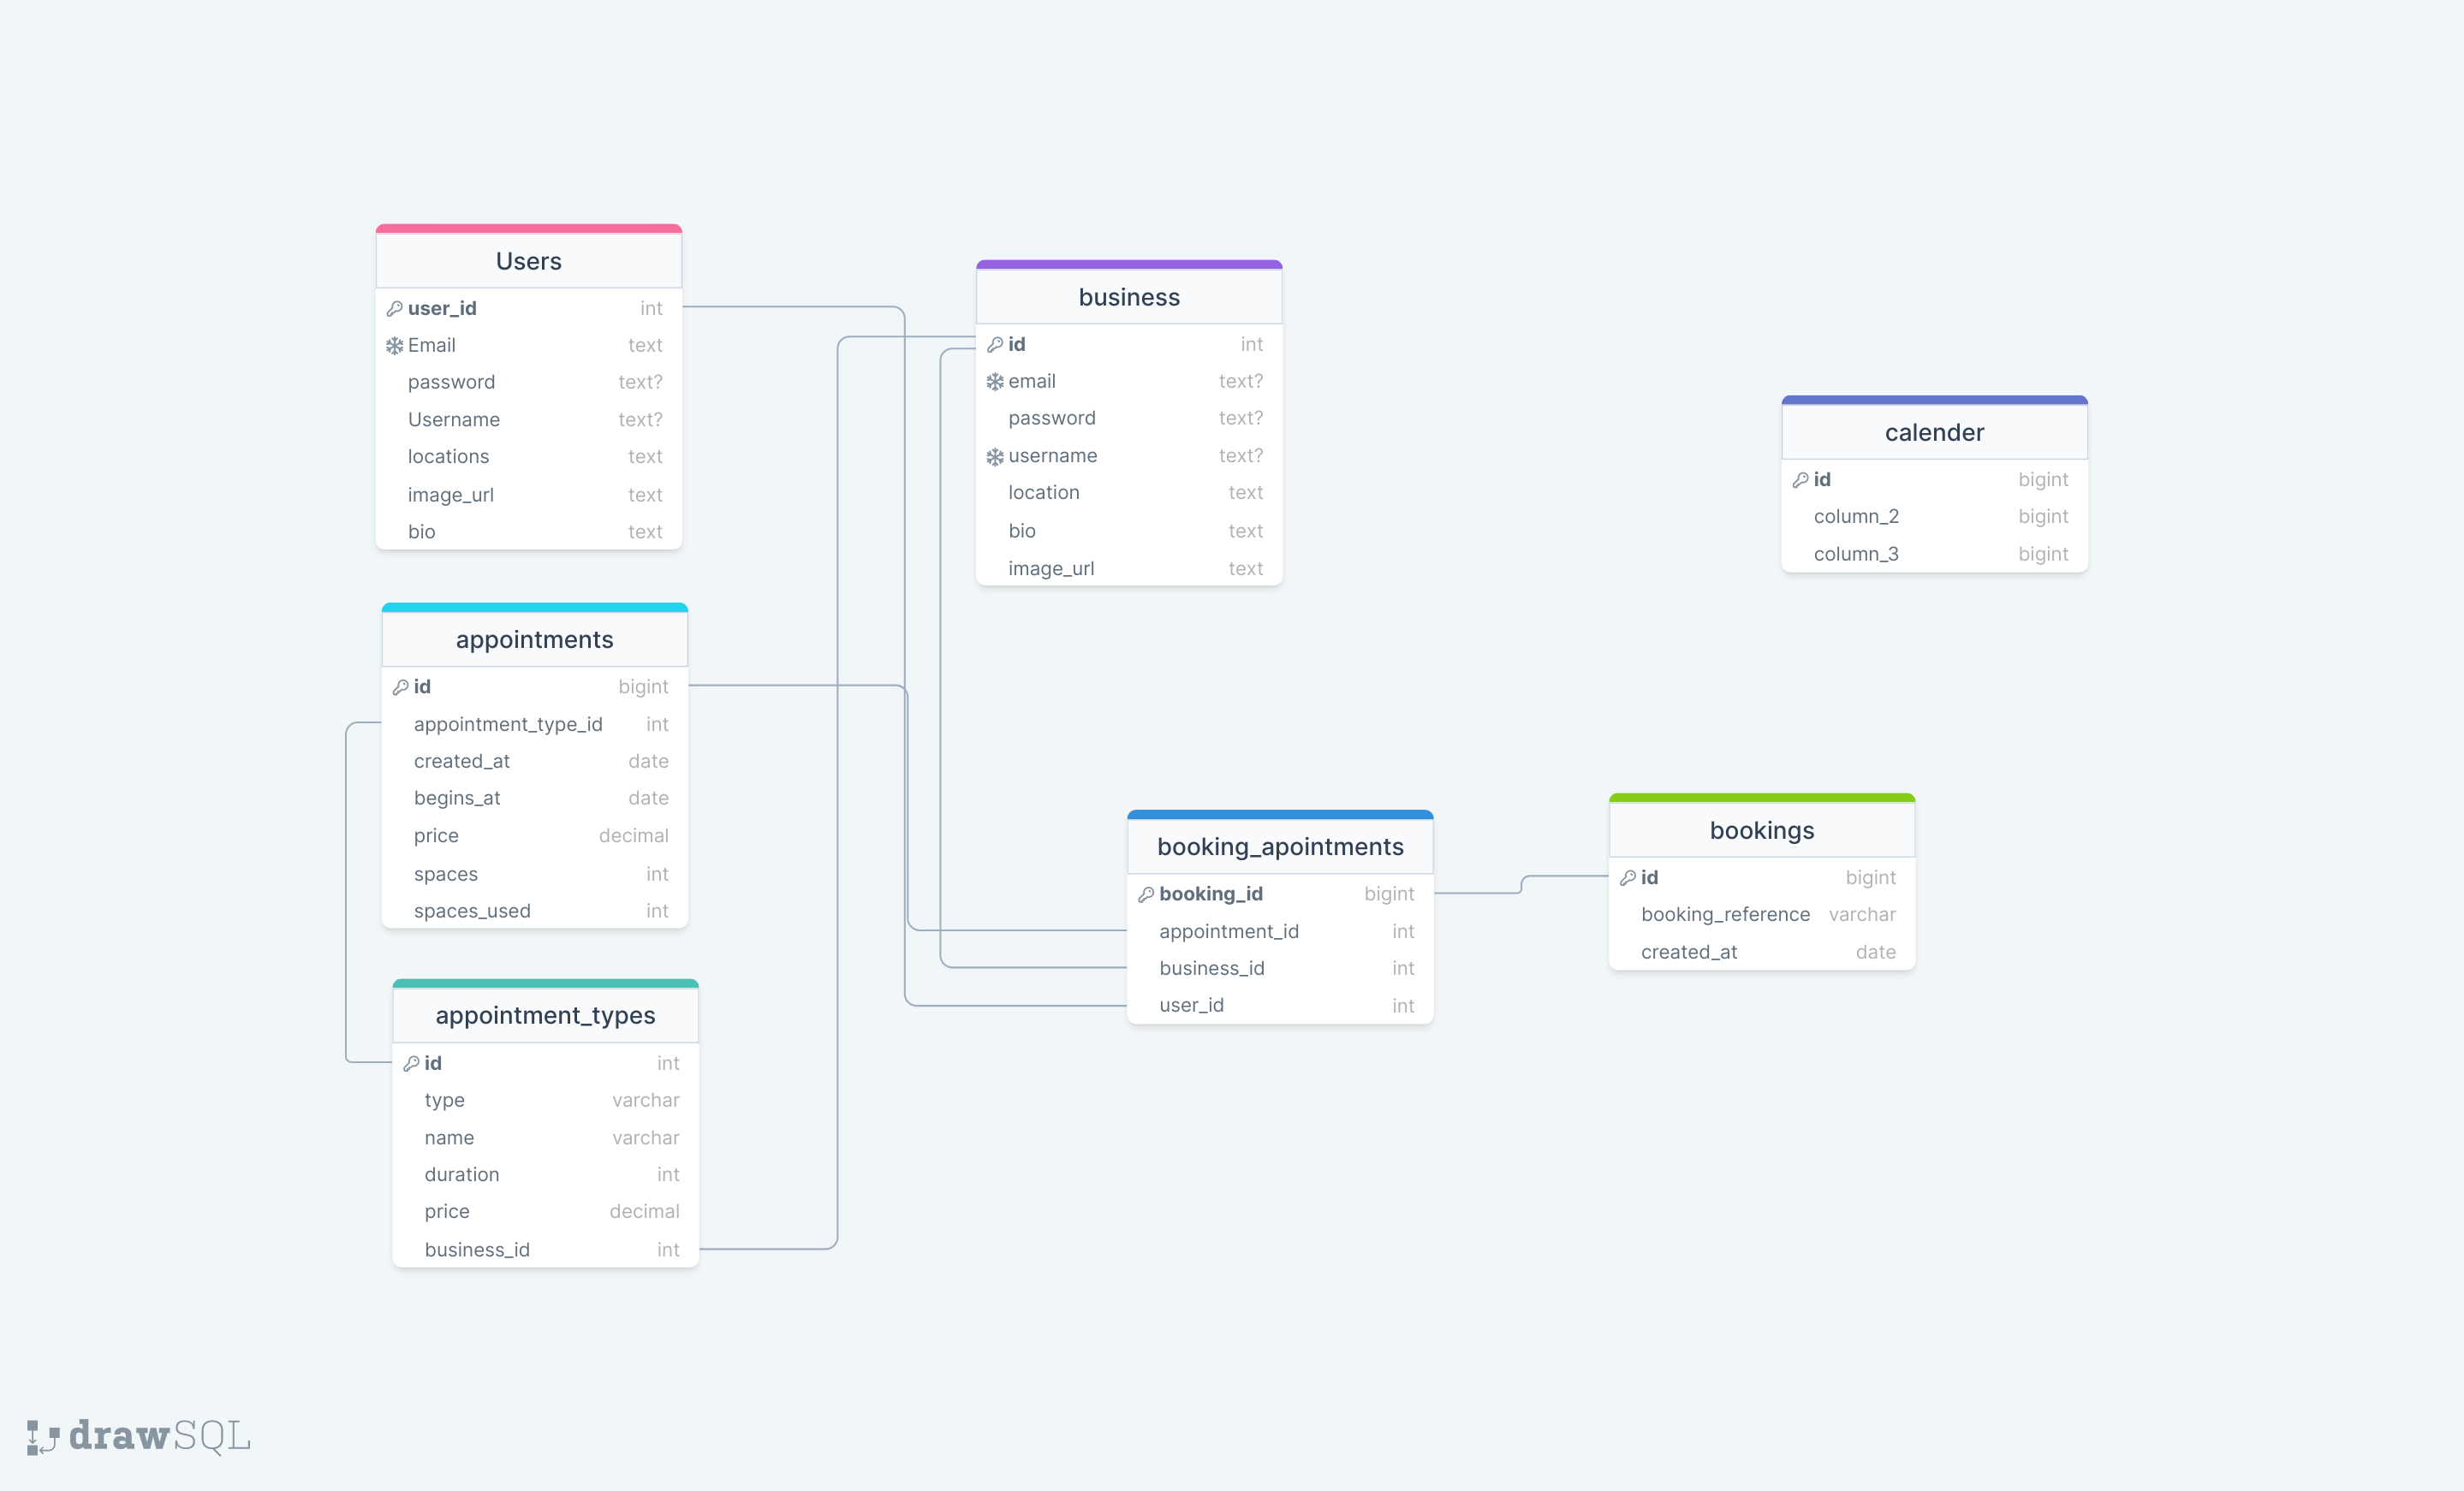 Users
user_id int
Email text
password text?
Username text?
locations text
image_url text
bio text
business
id int
email text?
password text?
username text?
location text
bio text
image_url text
calender
id bigint
column_2 bigint
column_3 bigint
appointments
id bigint
appointment_type_id int
created_at date
begins_at date
price decimal
spaces int
spaces_used int
booking_apointments
booking_id bigint
appointment_id int
business_id int
user_id int
bookings
id bigint
booking_reference varchar
created_at date
appointment_types
id int
type varchar
name varchar
duration int
price decimal
business_id int
drawSQL